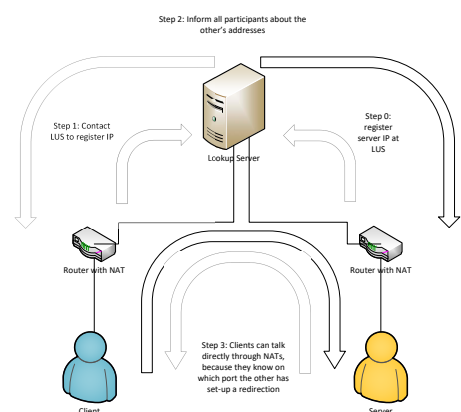 Step 2: Inform all participants about the
other's addresses
Step 1: Contact
LUS to register IP
Step 0:
register
server IP at
LUS
Lookup Server
Router with NAT
Router with NAT
Step 3: Clients can talk
directly through NATs,
because they know on
which port the other has
set-up a redirection
Client
Server